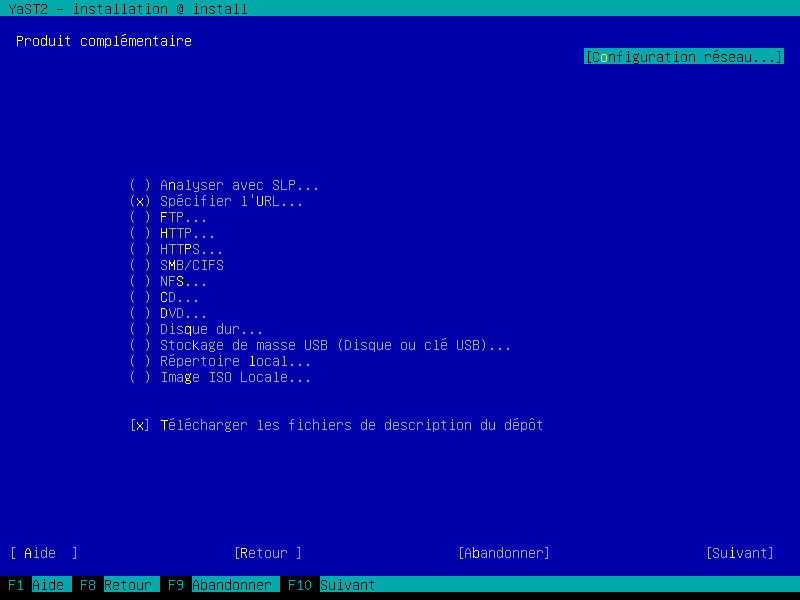 YaST2 - installation @ install
Produit complémentaire
[Configuration réseau...]
( ) Analyser avec SLP...
(x) Spécifier l'URL...
( ) FTP...
( ) HTTP...
( ) HTTPS...
( ) SMB/CIFS
( ) NFS...
( ) CD...
( ) DVD...
( ) Disque dur...
( ) Stockage de masse USB (Disque ou clé USB)...
( ) Répertoire local...
( ) Image ISO Locale...
[x] Télécharger les fichiers de description du dépôt
[ Aide  ] [Retour ] [Abandonner] [Suivant]
F1 Aide F8 Retour F9 Abandonner F10 Suivant